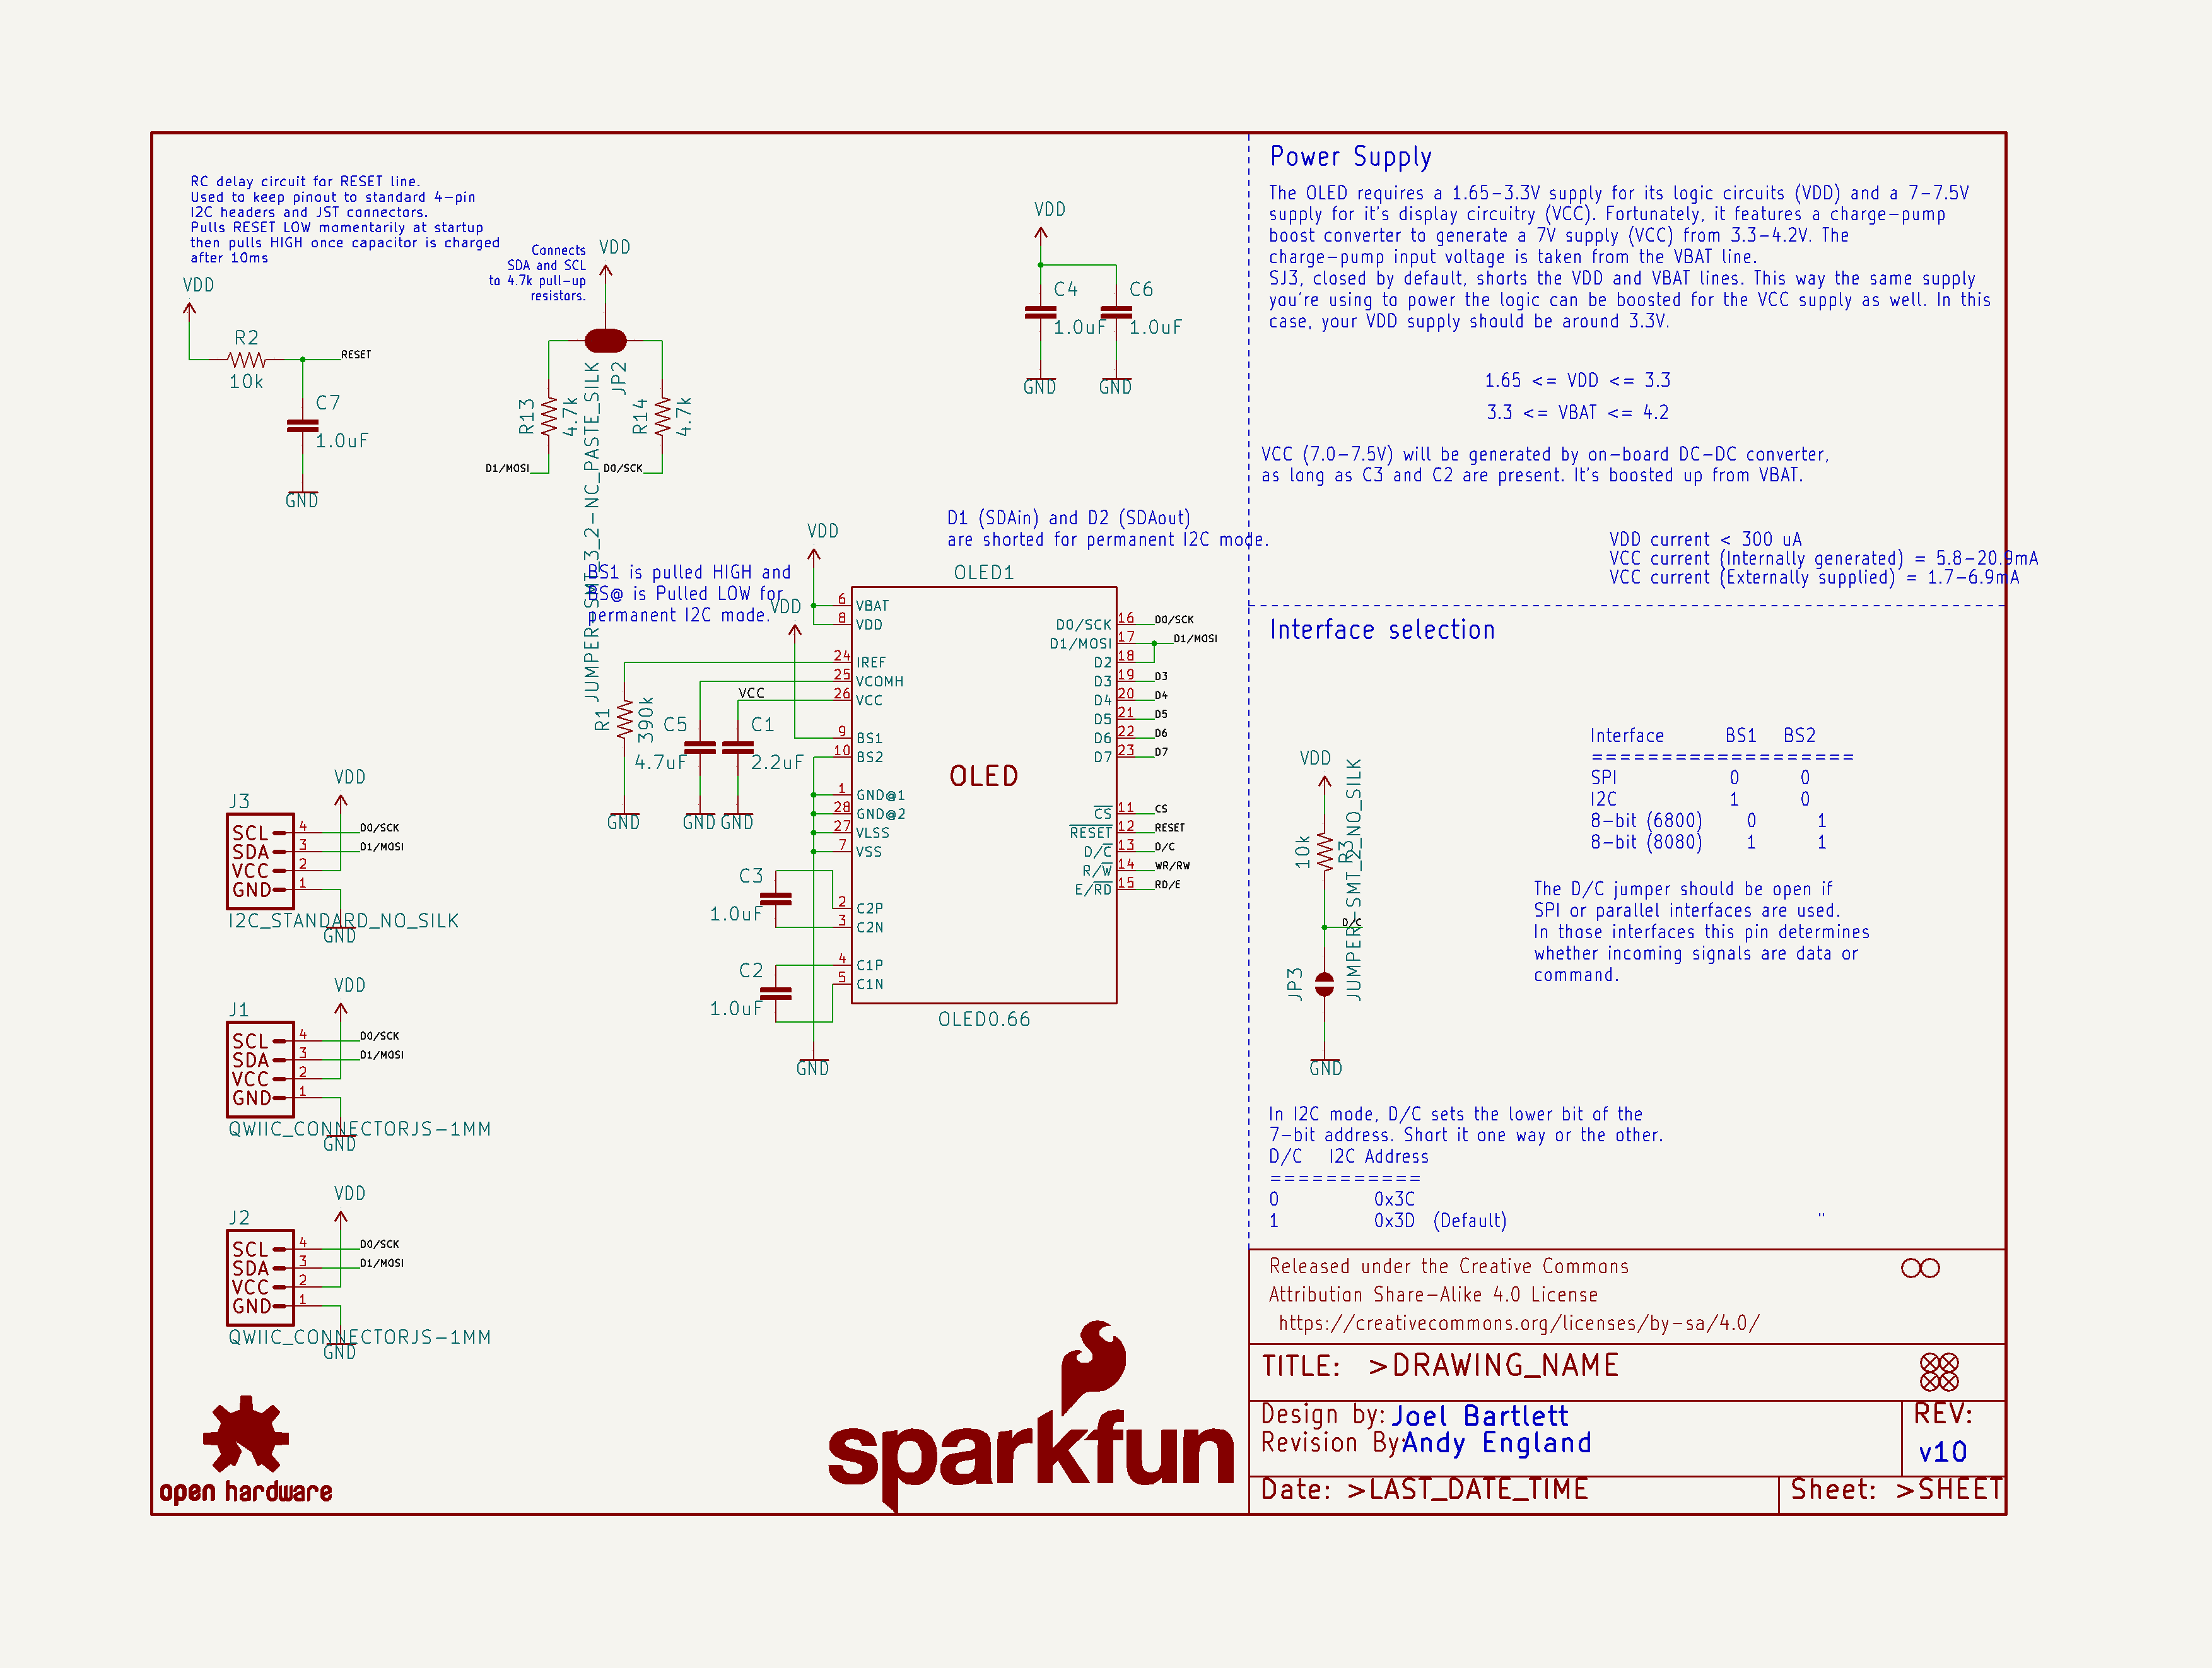 RC delay circuit for RESET line.
Used to keep pinout to standard 4-pin
I2C headers and JST connectors.
Pulls RESET LOW momentarily at startup
then pulls HIGH once capacitor is charged
after 10ms
VDD
R2
10k
RESET
C7
1.0uF
GND
Connects
SDA and SCL
to 4.7k pull-up
resistors.
VDD
JP2
JUMPER-SMT_3_2-NC_PASTE_SILK
R13
4.7k
R14
4.7k
D1/MOSI
D0/SCK
VDD
C4
1.0uF
C6
1.0uF
GND
GND
D1 (SDAin) and D2 (SDAout)
are shorted for permanent I2C mode.
BS1 is pulled HIGH and
BS@ is Pulled LOW for
permanent I2C mode.
VDD
VDD
OLED1
6 VBAT
8 VDD
24 IREF
25 VCOMH
26 VCC
9 BS1
10 BS2
1 GND@1
28 GND@2
27 VLSS
7 VSS
2 C2P
3 C2N
4 C1P
5 C1N
OLED
D0/SCK 16 D0/SCK
D1/MOSI 17 D1/MOSI
D2 18
D3 19 D3
D4 20 D4
D5 21 D5
D6 22 D6
D7 23 D7
CS 11 CS
RESET 12 RESET
D/C 13 D/C
R/W 14 WR/RW
E/RD 15 RD/E
OLED0.66
VCC
R1
390k
C5
4.7uF
C1
2.2uF
GND
GND
GND
C3
1.0uF
C2
1.0uF
GND
VDD
J3
SCL 4 D0/SCK
SDA 3 D1/MOSI
VCC 2
GND 1
I2C_STANDARD_NO_SILK
GND
VDD
J1
SCL 4 D0/SCK
SDA 3 D1/MOSI
VCC 2
GND 1
QWIIC_CONNECTORJS-1MM
GND
VDD
J2
SCL 4 D0/SCK
SDA 3 D1/MOSI
VCC 2
GND 1
QWIIC_CONNECTORJS-1MM
GND
open hardware
sparkfun
Power Supply
The OLED requires a 1.65-3.3V supply for its logic circuits (VDD) and a 7-7.5V
supply for it's display circuitry (VCC). Fortunately, it features a charge-pump
boost converter to generate a 7V supply (VCC) from 3.3-4.2V. The
charge-pump input voltage is taken from the VBAT line.
SJ3, closed by default, shorts the VDD and VBAT lines. This way the same supply
you're using to power the logic can be boosted for the VCC supply as well. In this
case, your VDD supply should be around 3.3V.
1.65 <= VDD <= 3.3
3.3 <= VBAT <= 4.2
VCC (7.0-7.5V) will be generated by on-board DC-DC converter,
as long as C3 and C2 are present. It's boosted up from VBAT.
VDD current < 300 uA
VCC current (Internally generated) = 5.8-20.9mA
VCC current (Externally supplied) = 1.7-6.9mA
Interface selection
Interface BS1 BS2
===================
SPI 0 0
I2C 1 0
8-bit (6800) 0 1
8-bit (8080) 1 1
VDD
10k
R3
JUMPER-SMT_2_NO_SILK
D/C
JP3
GND
The D/C jumper should be open if
SPI or parallel interfaces are used.
In those interfaces this pin determines
whether incoming signals are data or
command.
In I2C mode, D/C sets the lower bit of the
7-bit address. Short it one way or the other.
D/C I2C Address
===========
0 0x3C
1 0x3D (Default) "
Released under the Creative Commons
Attribution Share-Alike 4.0 License
https://creativecommons.org/licenses/by-sa/4.0/
TITLE: >DRAWING_NAME
Design by: Joel Bartlett
Revision By: Andy England
REV:
v10
Date: >LAST_DATE_TIME
Sheet: >SHEET